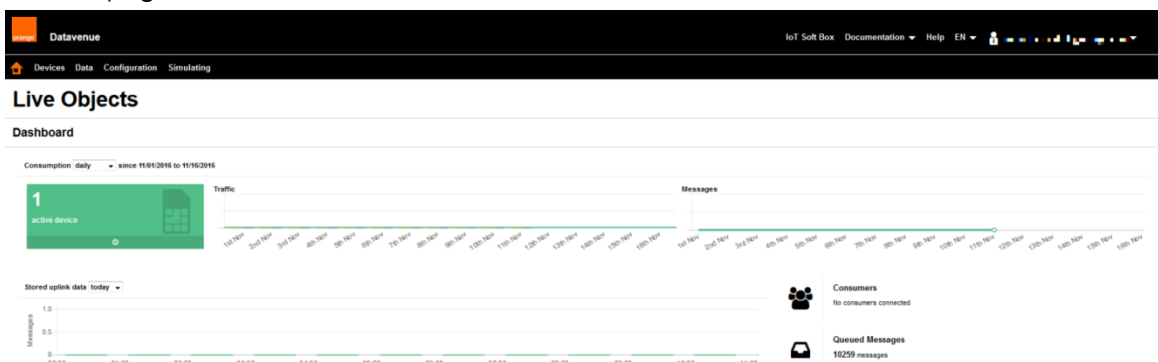 orange Datavenue IoT Soft Box Documentation Help EN
Devices Data Configuration Simulating
Live Objects
Dashboard
Consumption daily since 11/01/2016 to 11/16/2016
1
active device
Traffic
1st Nov 2nd Nov 3rd Nov 4th Nov 5th Nov 6th Nov 7th Nov 8th Nov 9th Nov 10th Nov 11th Nov 12th Nov 13th Nov 14th Nov 15th Nov 16th Nov
Messages
1st Nov 2nd Nov 3rd Nov 4th Nov 5th Nov 6th Nov 7th Nov 8th Nov 9th Nov 10th Nov 11th Nov 12th Nov 13th Nov 14th Nov 15th Nov 16th Nov
Stored uplink data today
Messages
1.0
0.5
0
Consumers
No consumers connected
Queued Messages
10259 messages